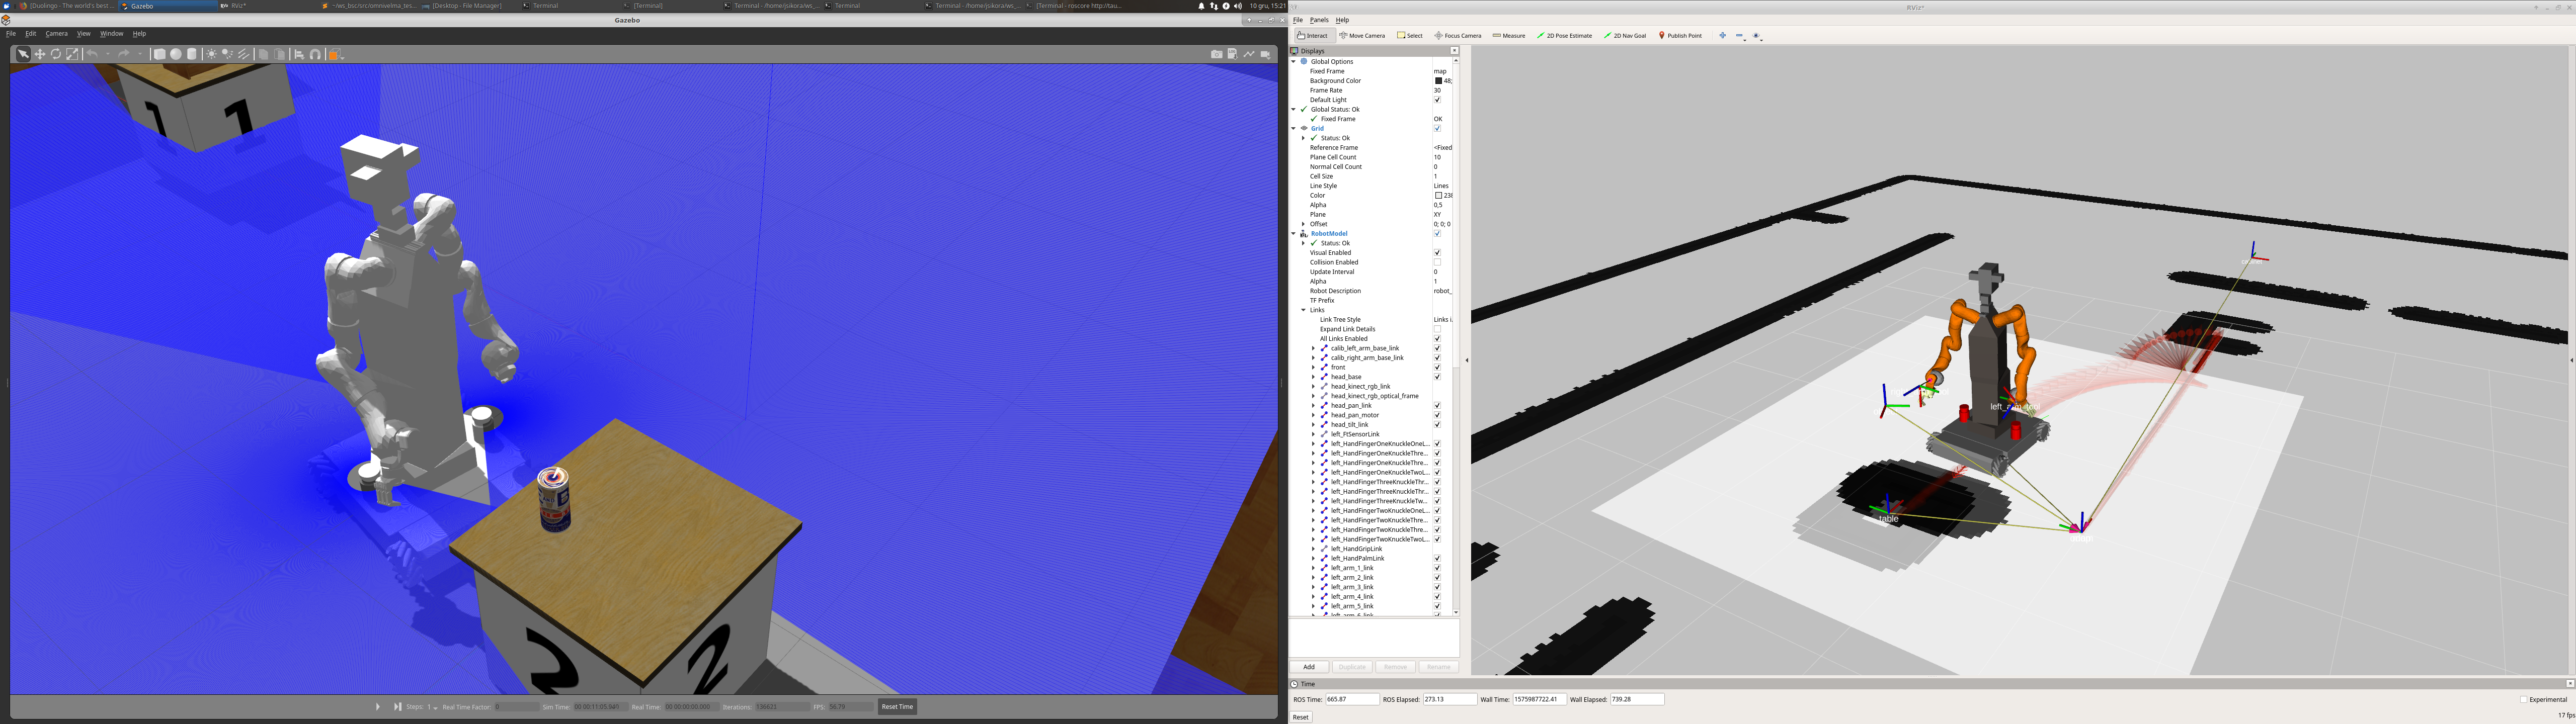 [Duolingo - The world's best ...
Gazebo
RViz*
~/ws_bsc/src/omnivelma_tes...
[Desktop - File Manager]
Terminal
[Terminal]
Terminal - /home/jsikora/ws_...
Terminal
Terminal - /home/jsikora/ws_...
[Terminal - roscore http://tau...
10 gru, 15:21
Gazebo
File Edit Camera View Window Help
1 1
2 2
Steps: 1
Real Time Factor: 0
Sim Time: 00 00:11:05.840
Real Time: 00 00:00:00.000
Iterations: 136621
FPS: 56.79
Reset Time
RViz*
File Panels Help
Interact Move Camera Select Focus Camera Measure 2D Pose Estimate 2D Nav Goal Publish Point
Displays
Global Options
Fixed Frame map
Background Color 48;
Frame Rate 30
Default Light
Global Status: Ok
Fixed Frame OK
Grid
Status: Ok
Reference Frame <Fixed
Plane Cell Count 10
Normal Cell Count 0
Cell Size 1
Line Style Lines
Color 238
Alpha 0,5
Plane XY
Offset 0; 0; 0
RobotModel
Status: Ok
Visual Enabled
Collision Enabled
Update Interval 0
Alpha 1
Robot Description robot_
TF Prefix
Links
Link Tree Style Links i
Expand Link Details
All Links Enabled
calib_left_arm_base_link
calib_right_arm_base_link
front
head_base
head_kinect_rgb_link
head_kinect_rgb_optical_frame
head_pan_link
head_pan_motor
head_tilt_link
left_FtSensorLink
left_HandFingerOneKnuckleOneL...
left_HandFingerOneKnuckleThre...
left_HandFingerOneKnuckleThre...
left_HandFingerOneKnuckleTwoL...
left_HandFingerThreeKnuckleThr...
left_HandFingerThreeKnuckleThr...
left_HandFingerThreeKnuckleTw...
left_HandFingerTwoKnuckleOneL...
left_HandFingerTwoKnuckleThre...
left_HandFingerTwoKnuckleThre...
left_HandFingerTwoKnuckleTwoL...
left_HandGripLink
left_HandPalmLink
left_arm_1_link
left_arm_2_link
left_arm_3_link
left_arm_4_link
left_arm_5_link
left_arm_6_link
Add Duplicate Remove Rename
left_arm_tool
table
Time
ROS Time: 665.87
ROS Elapsed: 273.13
Wall Time: 1575987722.41
Wall Elapsed: 739.28
Experimental
Reset
17 fps